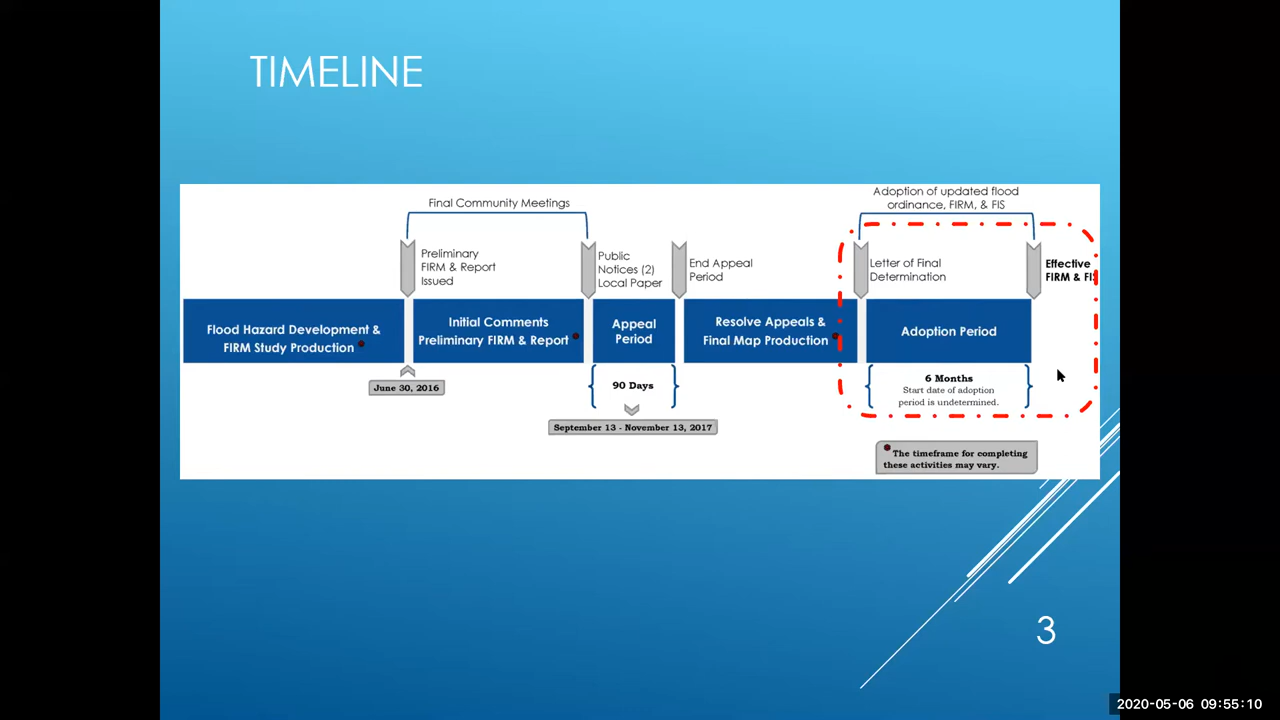 TIMELINE
Final Community Meetings
Adoption of updated flood
ordinance, FIRM, & FIS
Preliminary
FIRM & Report
Issued
Public
Notices (2)
Local Paper
End Appeal
Period
Letter of Final
Determination
Effective
FIRM & FIS
Flood Hazard Development &
FIRM Study Production
Initial Comments
Preliminary FIRM & Report
Appeal
Period
Resolve Appeals &
Final Map Production
Adoption Period
June 30, 2016
90 Days
September 13 - November 13, 2017
6 Months
Start date of adoption
period is undetermined.
The timeframe for completing
these activities may vary.
3
2020-05-06 09:55:10